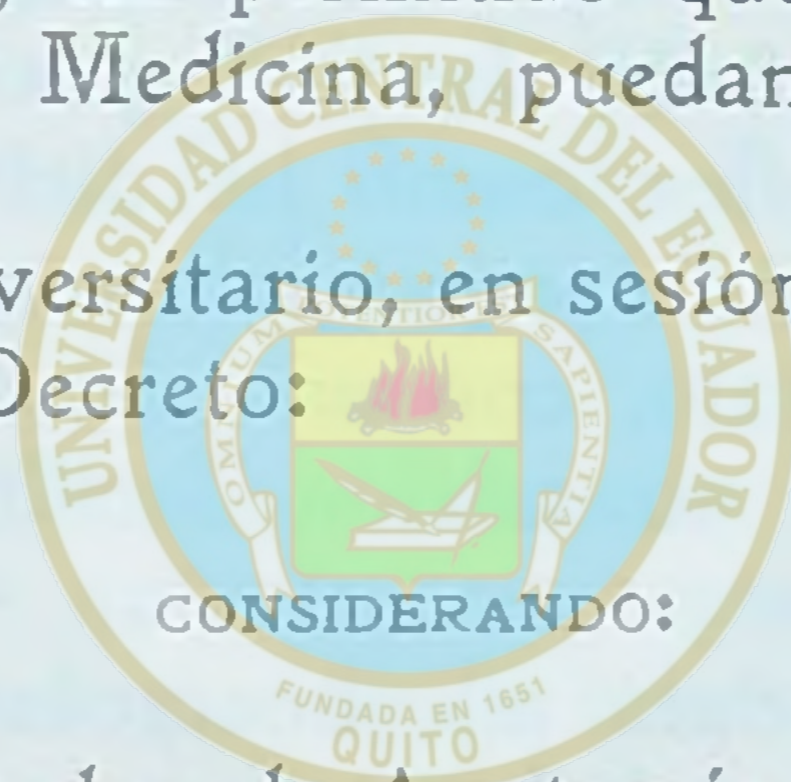 que
Medicina, puedan
versitario, en sesión
Decreto:
CONSIDERANDO:
UNIVERSIDAD CENTRAL DEL ECUADOR
OMNIUM POTENTIOR EST SAPIENTIA
FUNDADA EN 1651
QUITO